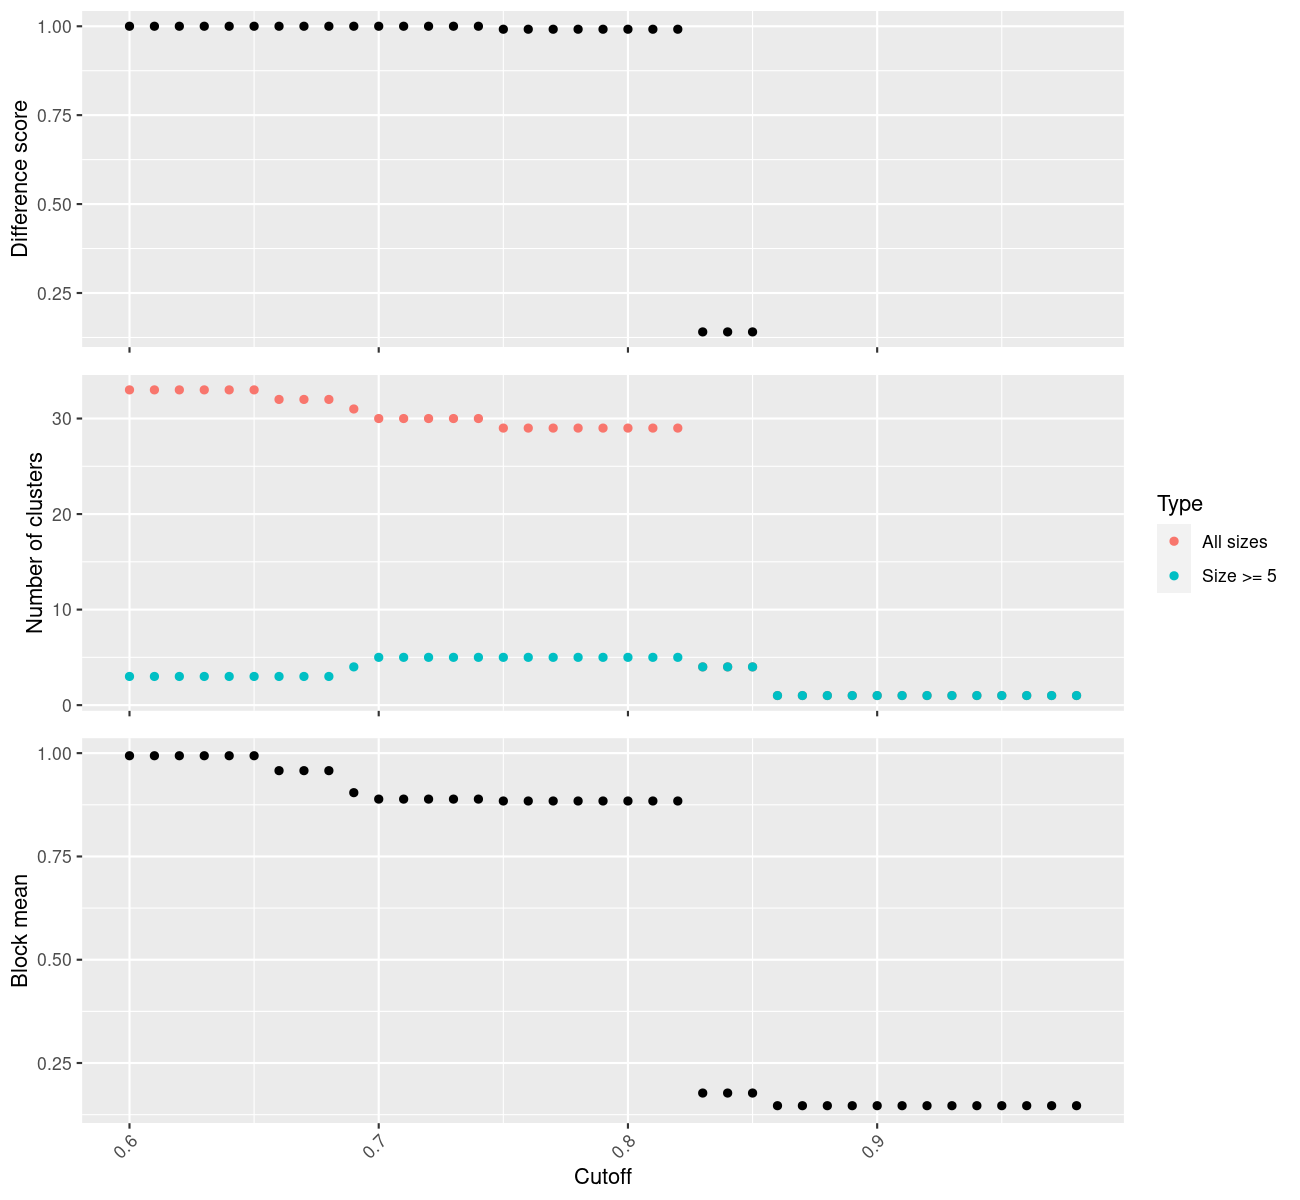 1.00
0.75
0.50
0.25
Difference score
30
20
10
0
Number of clusters
Type
All sizes
Size >= 5
1.00
0.75
0.50
0.25
Block mean
0.6
0.7
0.8
0.9
Cutoff